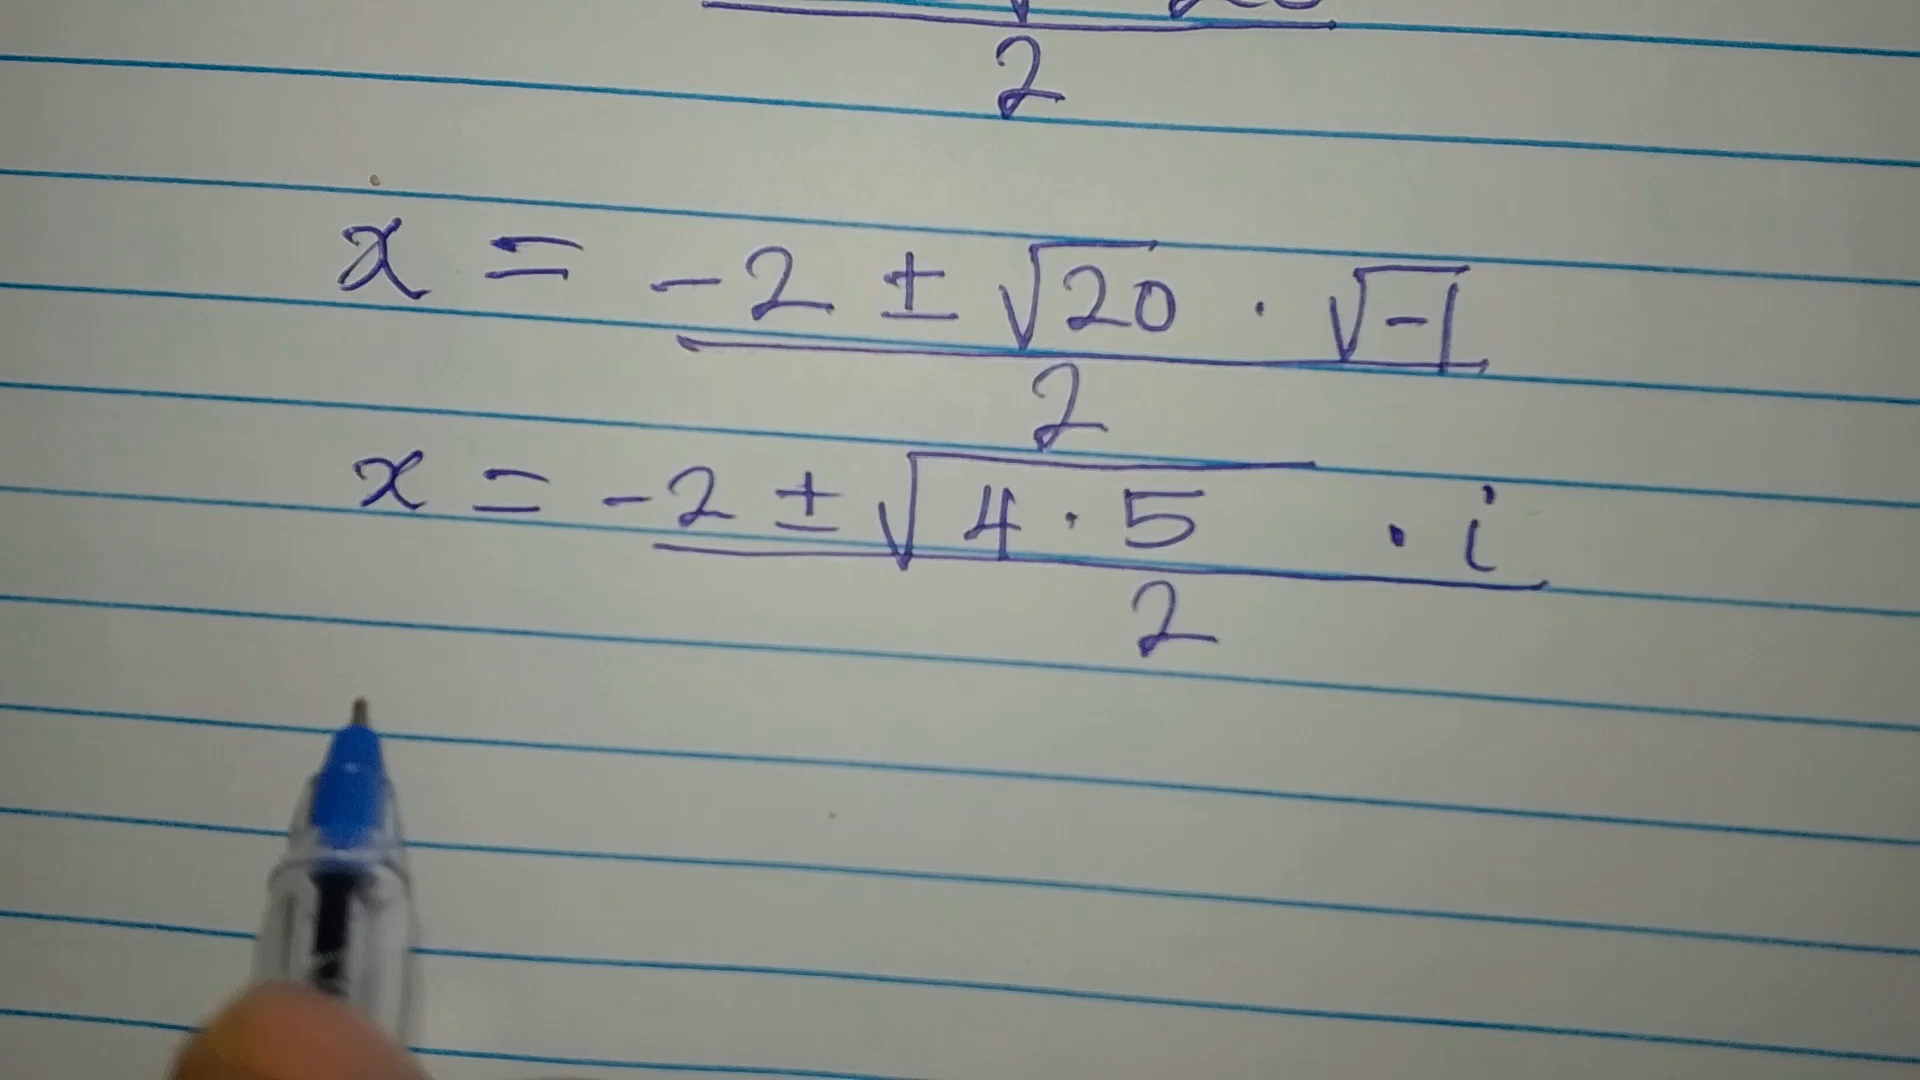 2
x = -2 ± √20 · √-1
2
x = -2 ± √4 · 5 · i
2